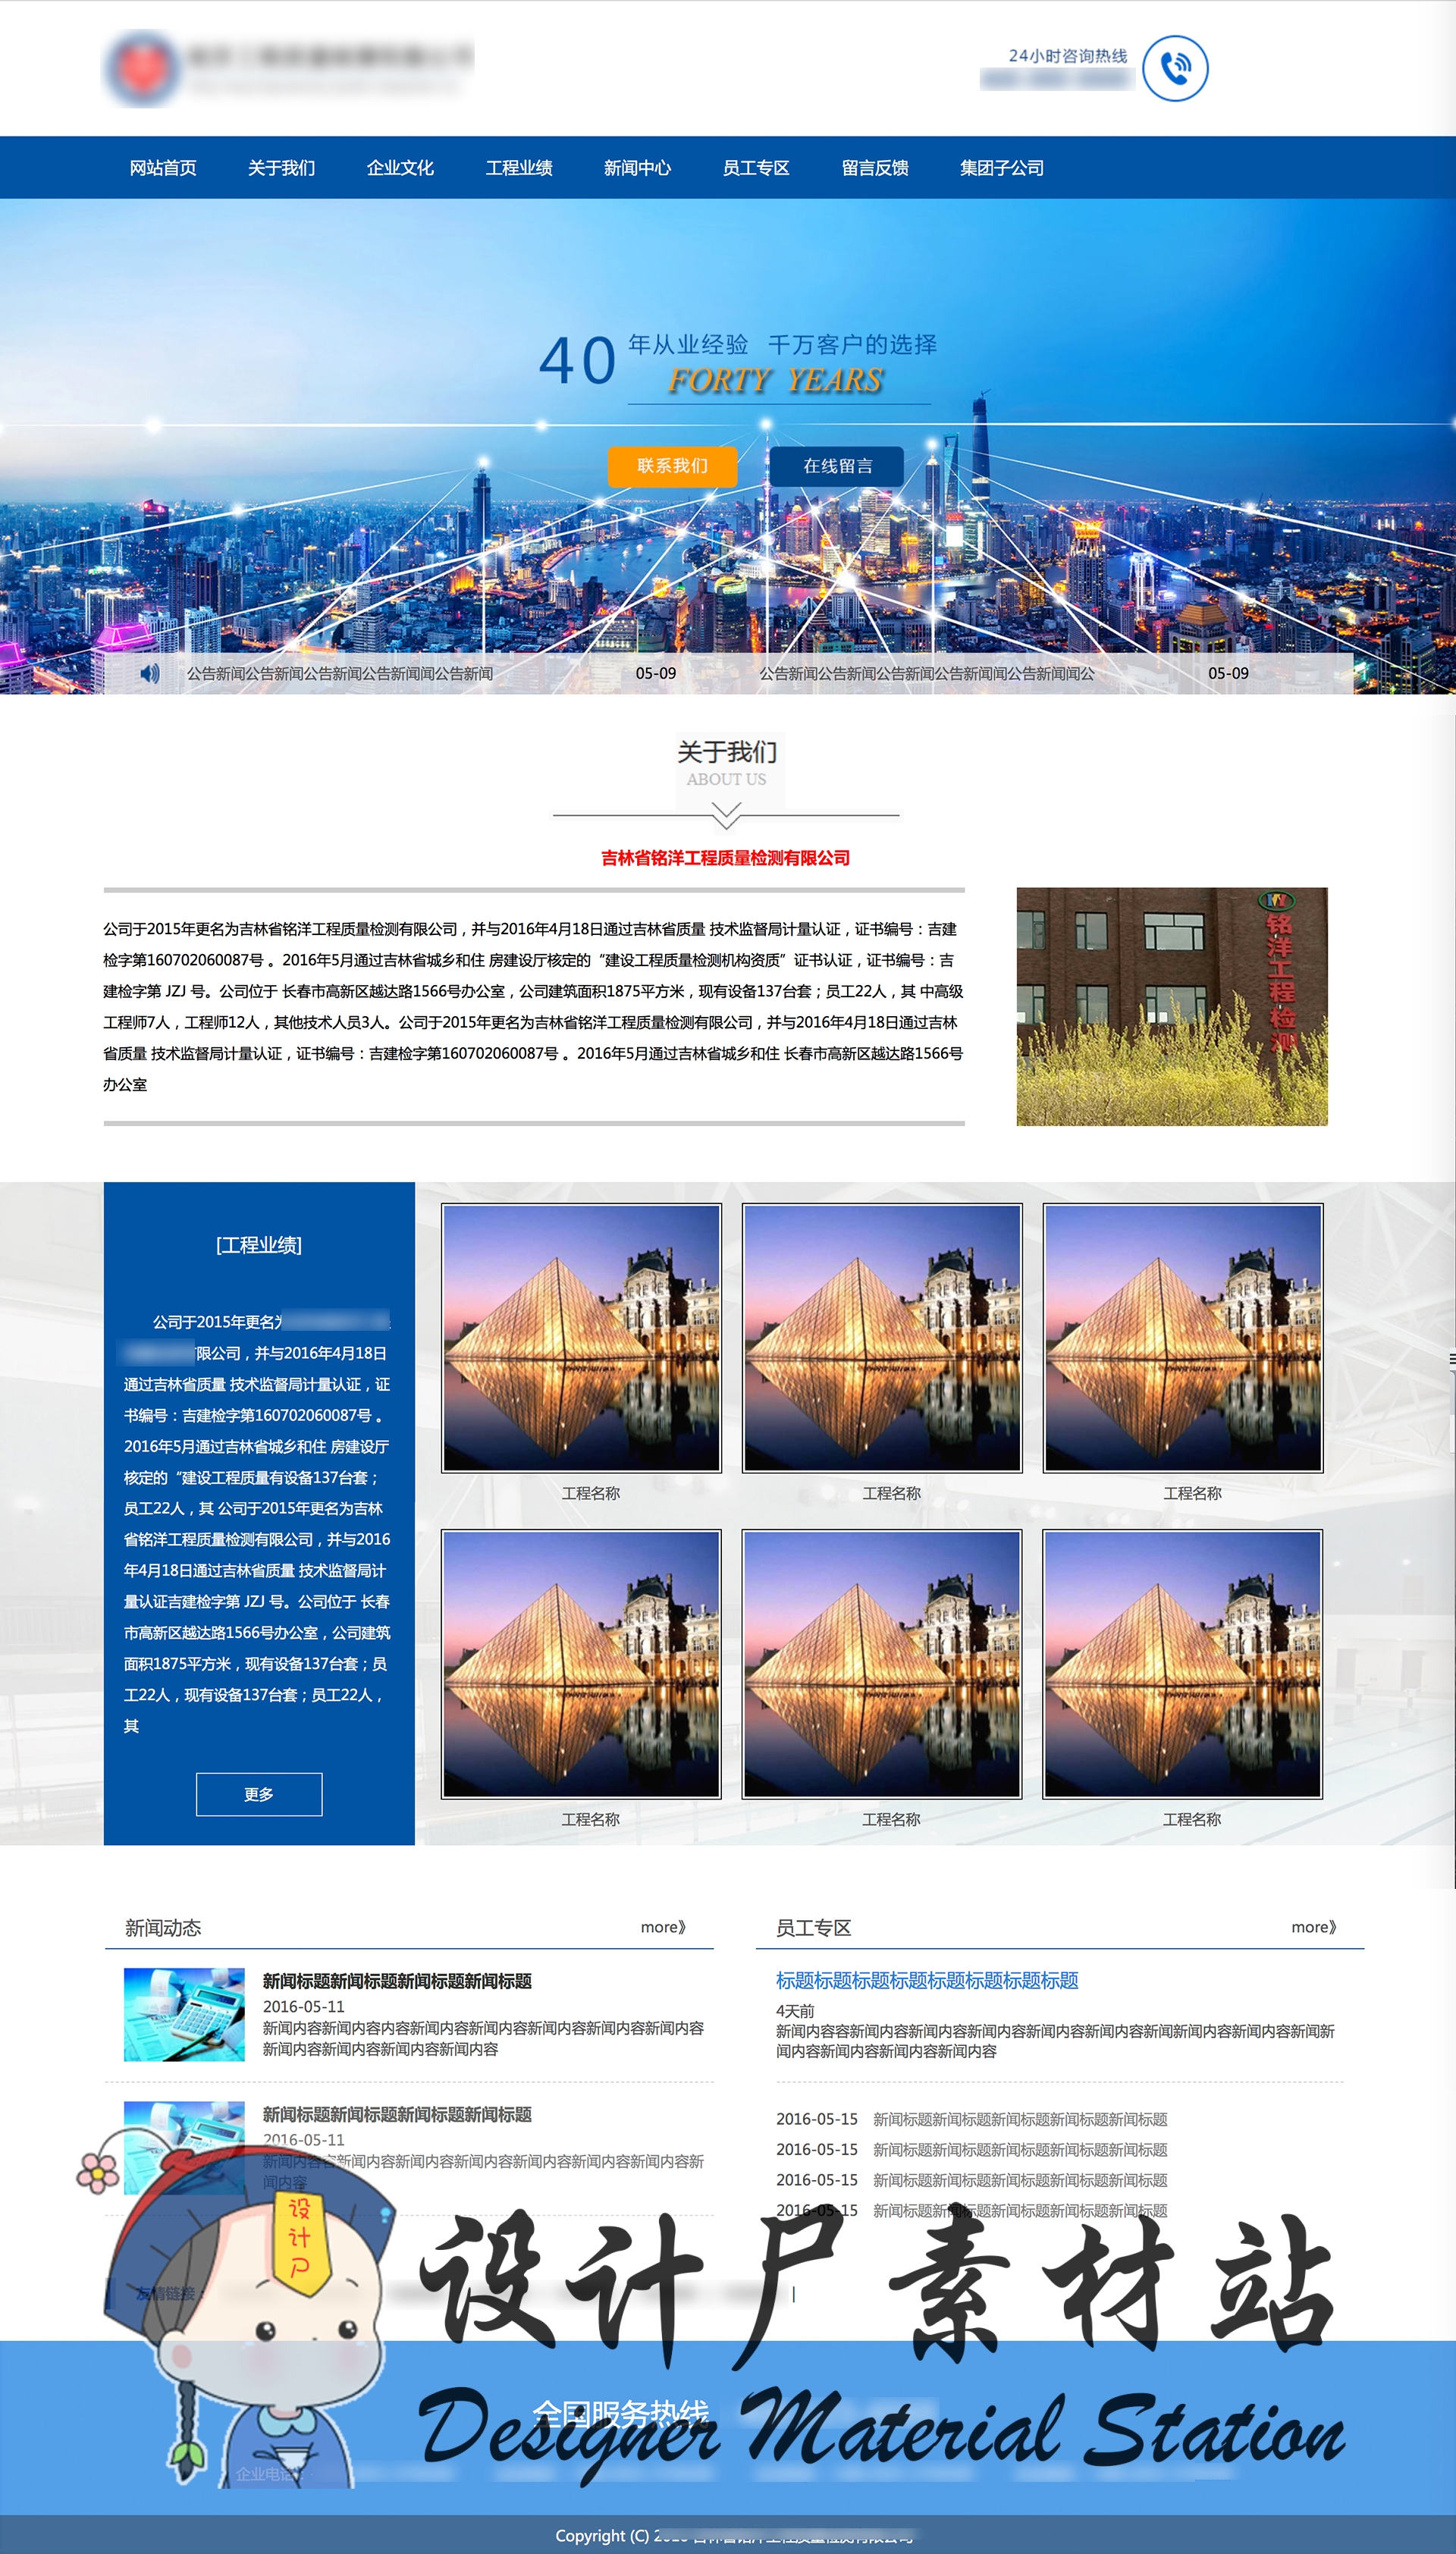 24小时咨询热线
网站首页 关于我们 企业文化 工程业绩 新闻中心 员工专区 留言反馈 集团子公司
40 年从业经验 千万客户的选择
FORTY YEARS
联系我们 在线留言
公告新闻公告新闻公告新闻公告新闻闻公告新闻 05-09 公告新闻公告新闻公告新闻公告新闻闻公告新闻闻公 05-09
关于我们
ABOUT US
吉林省铭洋工程质量检测有限公司
公司于2015年更名为吉林省铭洋工程质量检测有限公司，并与2016年4月18日通过吉林省质量 技术监督局计量认证，证书编号：吉建
检字第160702060087号 。2016年5月通过吉林省城乡和住 房建设厅核定的“建设工程质量检测机构资质”证书认证，证书编号：吉
建检字第 JZJ 号。公司位于 长春市高新区越达路1566号办公室，公司建筑面积1875平方米，现有设备137台套；员工22人，其 中高级
工程师7人，工程师12人，其他技术人员3人。公司于2015年更名为吉林省铭洋工程质量检测有限公司，并与2016年4月18日通过吉林
省质量 技术监督局计量认证，证书编号：吉建检字第160702060087号 。2016年5月通过吉林省城乡和住 长春市高新区越达路1566号
办公室
铭洋工程检测
[工程业绩]
公司于2015年更名为
限公司，并与2016年4月18日
通过吉林省质量 技术监督局计量认证，证
书编号：吉建检字第160702060087号 。
2016年5月通过吉林省城乡和住 房建设厅
核定的“建设工程质量有设备137台套；
员工22人，其 公司于2015年更名为吉林
省铭洋工程质量检测有限公司，并与2016
年4月18日通过吉林省质量 技术监督局计
量认证吉建检字第 JZJ 号。公司位于 长春
市高新区越达路1566号办公室，公司建筑
面积1875平方米，现有设备137台套；员
工22人，现有设备137台套；员工22人，
其
更多
工程名称 工程名称 工程名称
工程名称 工程名称 工程名称
新闻动态 more》
新闻标题新闻标题新闻标题新闻标题
2016-05-11
新闻内容新闻内容内容新闻内容新闻内容新闻内容新闻内容新闻内容
新闻内容新闻内容新闻内容新闻内容
新闻标题新闻标题新闻标题新闻标题
2016-05-11
新闻内容容新闻内容新闻内容新闻内容新闻内容新闻内容新闻内容新
闻内容
员工专区 more》
标题标题标题标题标题标题标题标题
4天前
新闻内容容新闻内容新闻内容新闻内容新闻内容新闻内容新闻新闻内容新闻内容新闻新
闻内容新闻内容新闻内容新闻内容
2016-05-15 新闻标题新闻标题新闻标题新闻标题新闻标题
2016-05-15 新闻标题新闻标题新闻标题新闻标题新闻标题
2016-05-15 新闻标题新闻标题新闻标题新闻标题新闻标题
2016-05-15 新闻标题新闻标题新闻标题新闻标题新闻标题
设计尸
友情链接：
设计尸素材站
全国服务热线
Designer Material Station
企业电话
Copyright (C)